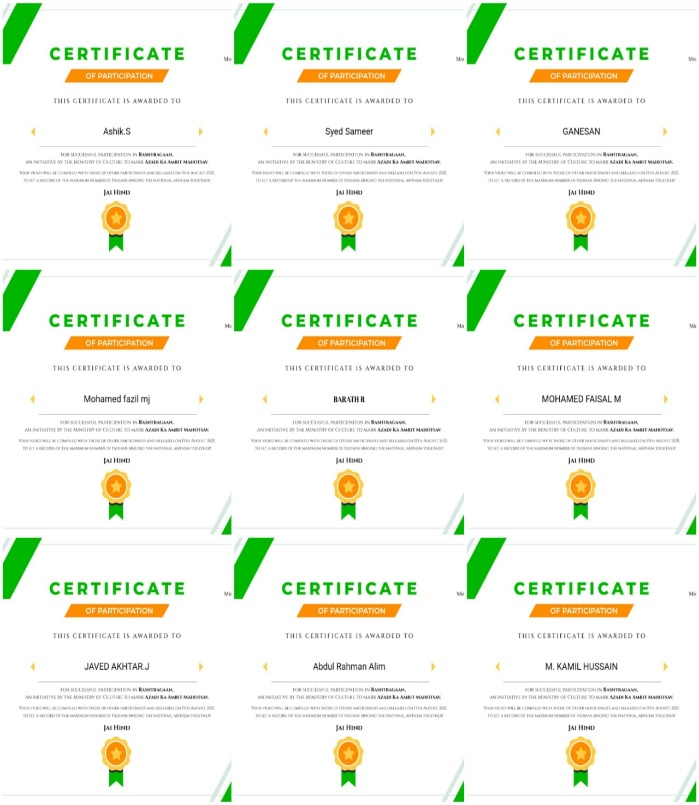 CERTIFICATE
OF PARTICIPATION
THIS CERTIFICATE IS AWARDED TO
Ashik.S
FOR SUCCESSFUL PARTICIPATION IN RASHTRAGAAN,
AN INITIATIVE BY THE MINISTRY OF CULTURE TO MARK AZADI KA AMRIT MAHOTSAV.
YOUR VIDEO WILL BE COMPILED WITH THOSE OF OTHER PARTICIPANTS AND RELEASED ON 15TH AUGUST 2021,
TO SET A RECORD OF THE MAXIMUM NUMBER OF INDIANS SINGING THE NATIONAL ANTHEM TOGETHER!
JAI HIND
CERTIFICATE
OF PARTICIPATION
THIS CERTIFICATE IS AWARDED TO
Syed Sameer
FOR SUCCESSFUL PARTICIPATION IN RASHTRAGAAN,
AN INITIATIVE BY THE MINISTRY OF CULTURE TO MARK AZADI KA AMRIT MAHOTSAV.
YOUR VIDEO WILL BE COMPILED WITH THOSE OF OTHER PARTICIPANTS AND RELEASED ON 15TH AUGUST 2021,
TO SET A RECORD OF THE MAXIMUM NUMBER OF INDIANS SINGING THE NATIONAL ANTHEM TOGETHER!
JAI HIND
CERTIFICATE
OF PARTICIPATION
THIS CERTIFICATE IS AWARDED TO
GANESAN
FOR SUCCESSFUL PARTICIPATION IN RASHTRAGAAN,
AN INITIATIVE BY THE MINISTRY OF CULTURE TO MARK AZADI KA AMRIT MAHOTSAV.
YOUR VIDEO WILL BE COMPILED WITH THOSE OF OTHER PARTICIPANTS AND RELEASED ON 15TH AUGUST 2021,
TO SET A RECORD OF THE MAXIMUM NUMBER OF INDIANS SINGING THE NATIONAL ANTHEM TOGETHER!
JAI HIND
CERTIFICATE
OF PARTICIPATION
THIS CERTIFICATE IS AWARDED TO
Mohamed fazil mj
FOR SUCCESSFUL PARTICIPATION IN RASHTRAGAAN,
AN INITIATIVE BY THE MINISTRY OF CULTURE TO MARK AZADI KA AMRIT MAHOTSAV.
YOUR VIDEO WILL BE COMPILED WITH THOSE OF OTHER PARTICIPANTS AND RELEASED ON 15TH AUGUST 2021,
TO SET A RECORD OF THE MAXIMUM NUMBER OF INDIANS SINGING THE NATIONAL ANTHEM TOGETHER!
JAI HIND
CERTIFICATE
OF PARTICIPATION
THIS CERTIFICATE IS AWARDED TO
BARATH R
FOR SUCCESSFUL PARTICIPATION IN RASHTRAGAAN,
AN INITIATIVE BY THE MINISTRY OF CULTURE TO MARK AZADI KA AMRIT MAHOTSAV.
YOUR VIDEO WILL BE COMPILED WITH THOSE OF OTHER PARTICIPANTS AND RELEASED ON 15TH AUGUST 2021,
TO SET A RECORD OF THE MAXIMUM NUMBER OF INDIANS SINGING THE NATIONAL ANTHEM TOGETHER!
JAI HIND
CERTIFICATE
OF PARTICIPATION
THIS CERTIFICATE IS AWARDED TO
MOHAMED FAISAL M
FOR SUCCESSFUL PARTICIPATION IN RASHTRAGAAN,
AN INITIATIVE BY THE MINISTRY OF CULTURE TO MARK AZADI KA AMRIT MAHOTSAV.
YOUR VIDEO WILL BE COMPILED WITH THOSE OF OTHER PARTICIPANTS AND RELEASED ON 15TH AUGUST 2021,
TO SET A RECORD OF THE MAXIMUM NUMBER OF INDIANS SINGING THE NATIONAL ANTHEM TOGETHER!
JAI HIND
CERTIFICATE
OF PARTICIPATION
THIS CERTIFICATE IS AWARDED TO
JAVED AKHTAR.J
FOR SUCCESSFUL PARTICIPATION IN RASHTRAGAAN,
AN INITIATIVE BY THE MINISTRY OF CULTURE TO MARK AZADI KA AMRIT MAHOTSAV.
YOUR VIDEO WILL BE COMPILED WITH THOSE OF OTHER PARTICIPANTS AND RELEASED ON 15TH AUGUST 2021,
TO SET A RECORD OF THE MAXIMUM NUMBER OF INDIANS SINGING THE NATIONAL ANTHEM TOGETHER!
JAI HIND
CERTIFICATE
OF PARTICIPATION
THIS CERTIFICATE IS AWARDED TO
Abdul Rahman Alim
FOR SUCCESSFUL PARTICIPATION IN RASHTRAGAAN,
AN INITIATIVE BY THE MINISTRY OF CULTURE TO MARK AZADI KA AMRIT MAHOTSAV.
YOUR VIDEO WILL BE COMPILED WITH THOSE OF OTHER PARTICIPANTS AND RELEASED ON 15TH AUGUST 2021,
TO SET A RECORD OF THE MAXIMUM NUMBER OF INDIANS SINGING THE NATIONAL ANTHEM TOGETHER!
JAI HIND
CERTIFICATE
OF PARTICIPATION
THIS CERTIFICATE IS AWARDED TO
M. KAMIL HUSSAIN
FOR SUCCESSFUL PARTICIPATION IN RASHTRAGAAN,
AN INITIATIVE BY THE MINISTRY OF CULTURE TO MARK AZADI KA AMRIT MAHOTSAV.
YOUR VIDEO WILL BE COMPILED WITH THOSE OF OTHER PARTICIPANTS AND RELEASED ON 15TH AUGUST 2021,
TO SET A RECORD OF THE MAXIMUM NUMBER OF INDIANS SINGING THE NATIONAL ANTHEM TOGETHER!
JAI HIND